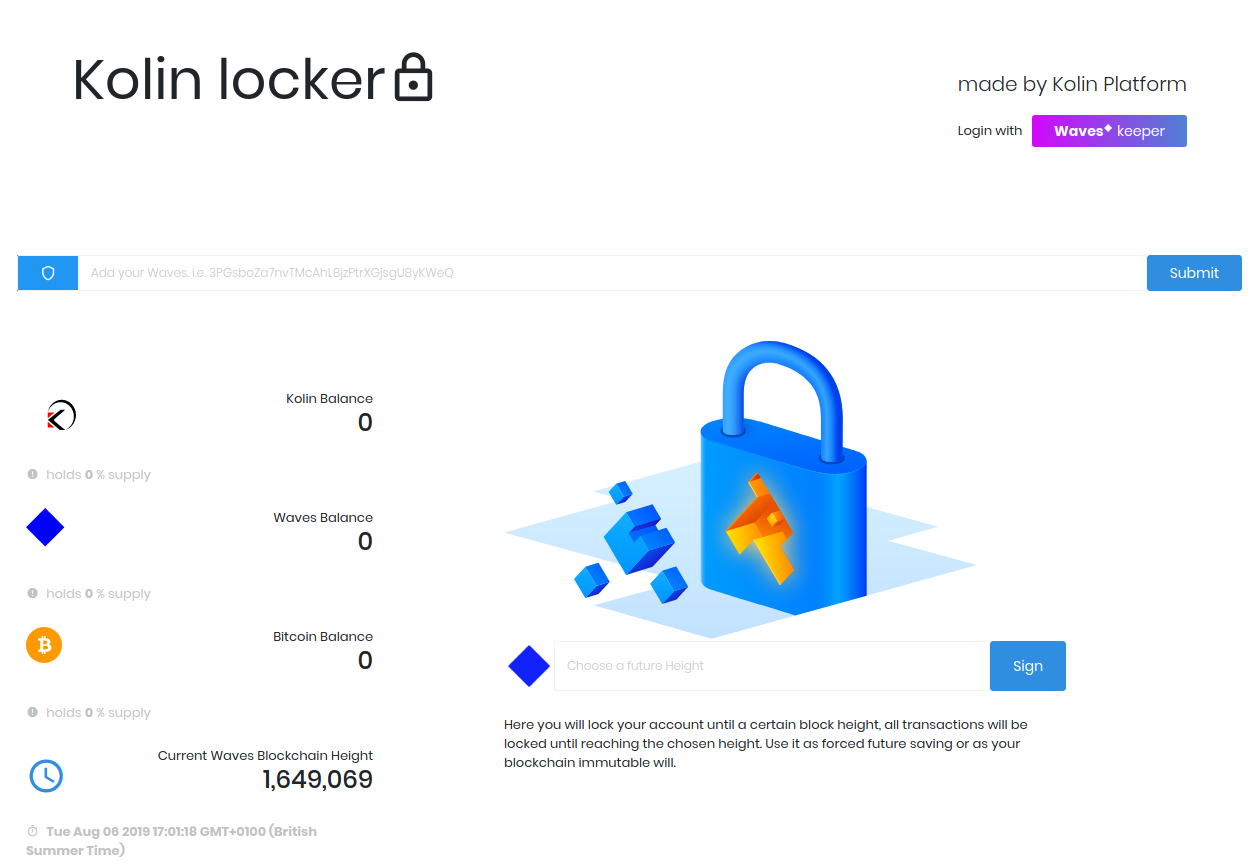 Kolin locker
made by Kolin Platform
Login with
Waves◆ keeper
Add your Waves. i.e. 3PGsboZa7nvTMcAhL8jzPtrXGjsgU8yKWeQ
Submit
Kolin Balance
0
holds 0 % supply
Waves Balance
0
holds 0 % supply
Bitcoin Balance
0
holds 0 % supply
Current Waves Blockchain Height
1,649,069
Tue Aug 06 2019 17:01:18 GMT+0100 (British
Summer Time)
Choose a future Height
Sign
Here you will lock your account until a certain block height, all transactions will be
locked until reaching the chosen height. Use it as forced future saving or as your
blockchain immutable will.